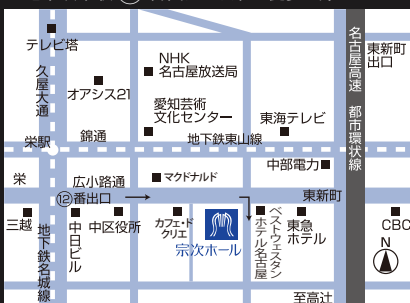 テレビ塔
久屋大通
オアシス21
NHK
名古屋放送局
愛知芸術
文化センター
東海テレビ
名古屋高速 都市環状線
東新町
出口
栄駅
錦通
地下鉄東山線
中部電力
栄
広小路通
マクドナルド
東新町
⑫番出口
三越
地下鉄名城線
中日ビル
中区役所
カフェ・ド
クリエ
宗次ホール
ベストウェスタン
ホテル名古屋
東急
ホテル
CBC
N
至高辻